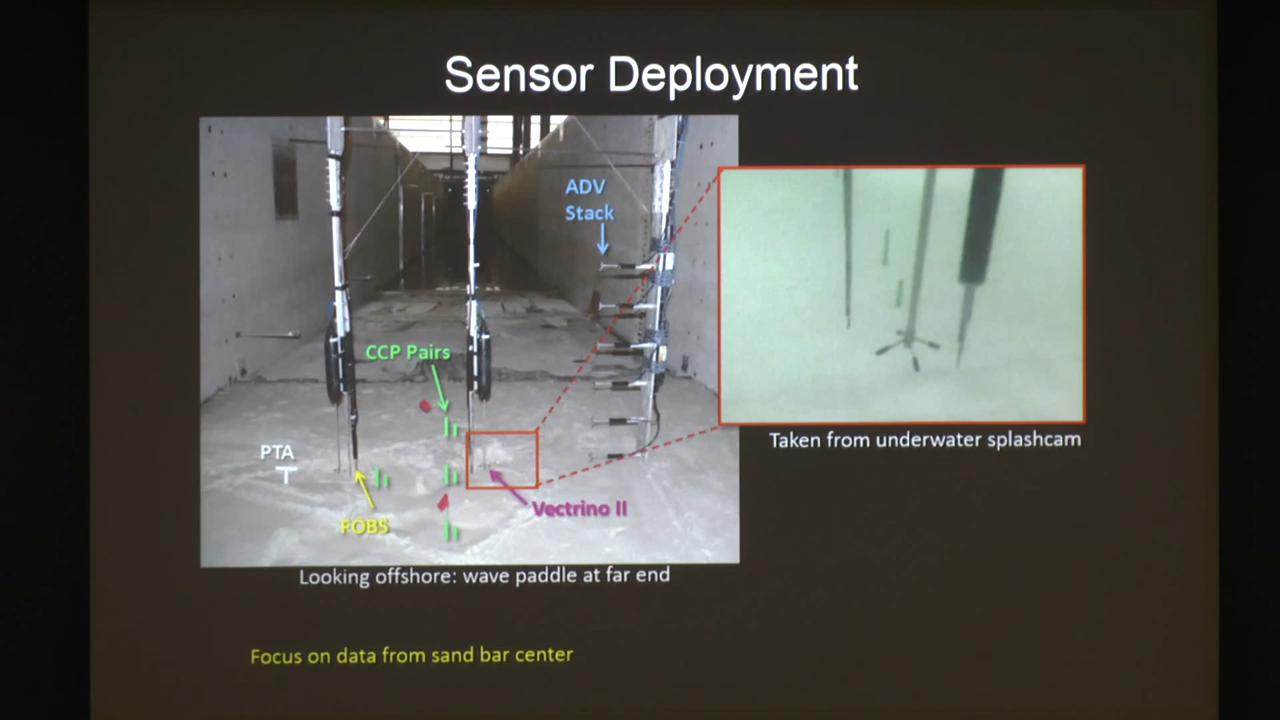 Sensor Deployment
ADV
Stack
CCP Pairs
PTA
FOBS
Vectrino II
Taken from underwater splashcam
Looking offshore: wave paddle at far end
Focus on data from sand bar center